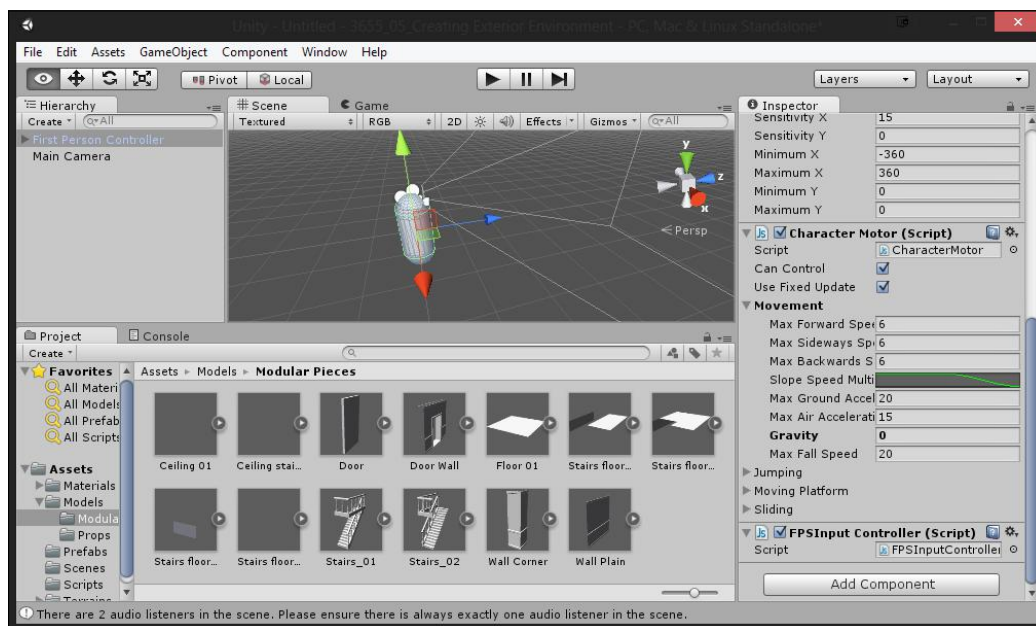 Unity - Untitled - 3655_05_Creating Exterior Environment - PC, Mac & Linux Standalone*
File Edit Assets GameObject Component Window Help
Pivot Local Layers Layout
Hierarchy
Create All
First Person Controller
Main Camera
Scene Game
Textured RGB 2D Effects Gizmos All
y
z
x
Persp
Inspector
Sensitivity X 15
Sensitivity Y 0
Minimum X -360
Maximum X 360
Minimum Y 0
Maximum Y 0
Character Motor (Script)
Script CharacterMotor
Can Control
Use Fixed Update
Movement
Max Forward Spee 6
Max Sideways Sp 6
Max Backwards S 6
Slope Speed Multi
Max Ground Accel 20
Max Air Accelerati 15
Gravity 0
Max Fall Speed 20
Jumping
Moving Platform
Sliding
FPSInput Controller (Script)
Script FPSInputController
Add Component
Project Console
Create
Favorites
All Materi
All Models
All Prefab
All Scripts
Assets
Materials
Models
Modula
Props
Prefabs
Scenes
Scripts
Terrains
Assets Models Modular Pieces
Ceiling 01 Ceiling stai... Door Door Wall Floor 01 Stairs floor... Stairs floor...
Stairs floor... Stairs floor... Stairs_01 Stairs_02 Wall Corner Wall Plain
There are 2 audio listeners in the scene. Please ensure there is always exactly one audio listener in the scene.